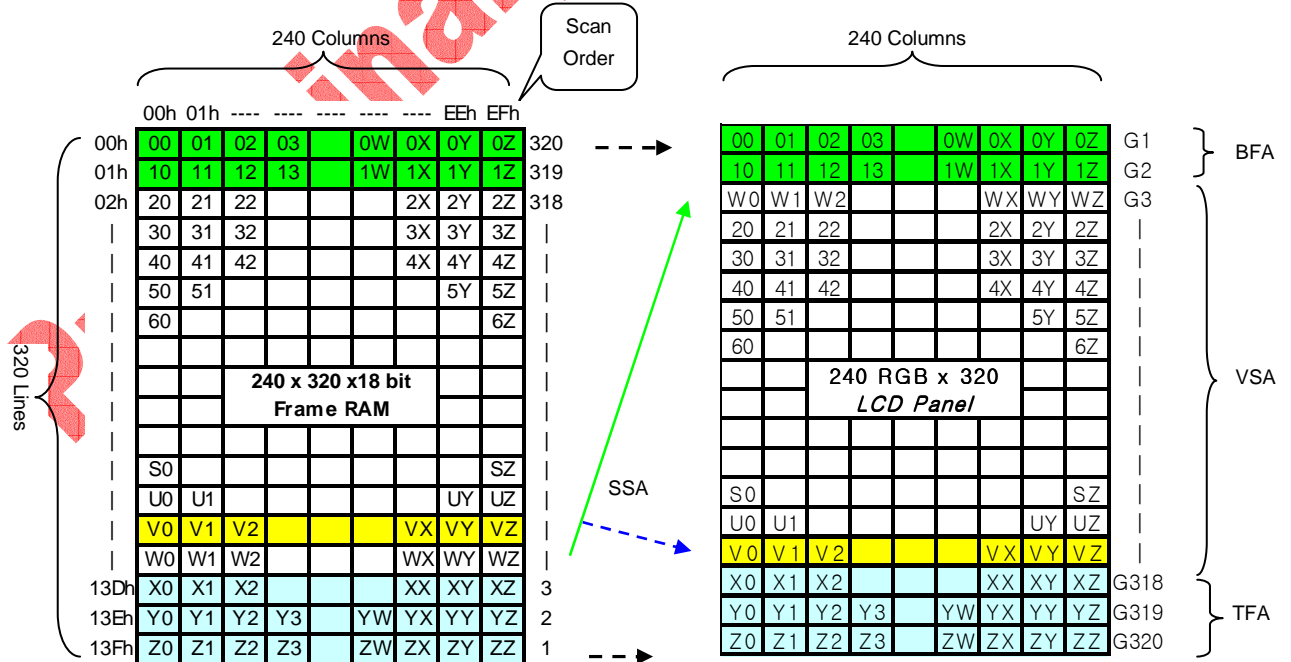 Scan
Order
240 Columns
240 Columns
00h 01h ---- ---- ---- ---- EEh EFh
00h 00 01 02 03 0W 0X 0Y 0Z 320
01h 10 11 12 13 1W 1X 1Y 1Z 319
02h 20 21 22 2X 2Y 2Z 318
30 31 32 3X 3Y 3Z
40 41 42 4X 4Y 4Z
50 51 5Y 5Z
60 6Z
240 x 320 x18 bit
Frame RAM
S0 SZ
U0 U1 UY UZ
V0 V1 V2 VX VY VZ
W0 W1 W2 WX WY WZ
13Dh X0 X1 X2 XX XY XZ 3
13Eh Y0 Y1 Y2 Y3 YW YX YY YZ 2
13Fh Z0 Z1 Z2 Z3 ZW ZX ZY ZZ 1
320 Lines
SSA
00 01 02 03 0W 0X 0Y 0Z G1
10 11 12 13 1W 1X 1Y 1Z G2
BFA
W0 W1 W2 WX WY WZ G3
20 21 22 2X 2Y 2Z
30 31 32 3X 3Y 3Z
40 41 42 4X 4Y 4Z
50 51 5Y 5Z
60 6Z
240 RGB x 320
LCD Panel
VSA
S0 SZ
U0 U1 UY UZ
V0 V1 V2 VX VY VZ
X0 X1 X2 XX XY XZ G318
Y0 Y1 Y2 Y3 YW YX YY YZ G319
Z0 Z1 Z2 Z3 ZW ZX ZY ZZ G320
TFA